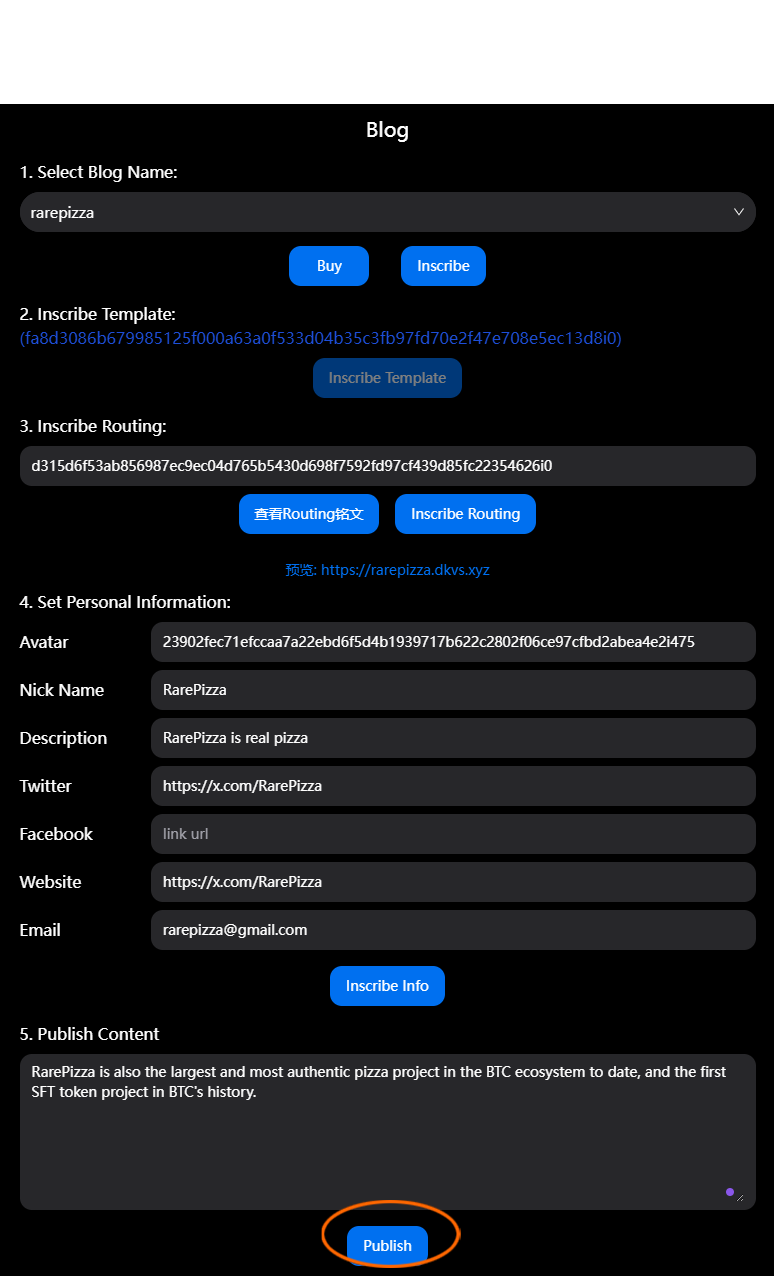 Blog
1. Select Blog Name:
rarepizza
Buy
Inscribe
2. Inscribe Template:
(fa8d3086b679985125f000a63a0f533d04b35c3fb97fd70e2f47e708e5ec13d8i0)
Inscribe Template
3. Inscribe Routing:
d315d6f53ab856987ec9ec04d765b5430d698f7592fd97cf439d85fc22354626i0
查看Routing铭文
Inscribe Routing
预览: https://rarepizza.dkvs.xyz
4. Set Personal Information:
Avatar
23902fec71efccaa7a22ebd6f5d4b1939717b622c2802f06ce97cfbd2abea4e2i475
Nick Name
RarePizza
Description
RarePizza is real pizza
Twitter
https://x.com/RarePizza
Facebook
link url
Website
https://x.com/RarePizza
Email
rarepizza@gmail.com
Inscribe Info
5. Publish Content
RarePizza is also the largest and most authentic pizza project in the BTC ecosystem to date, and the first
SFT token project in BTC's history.
Publish